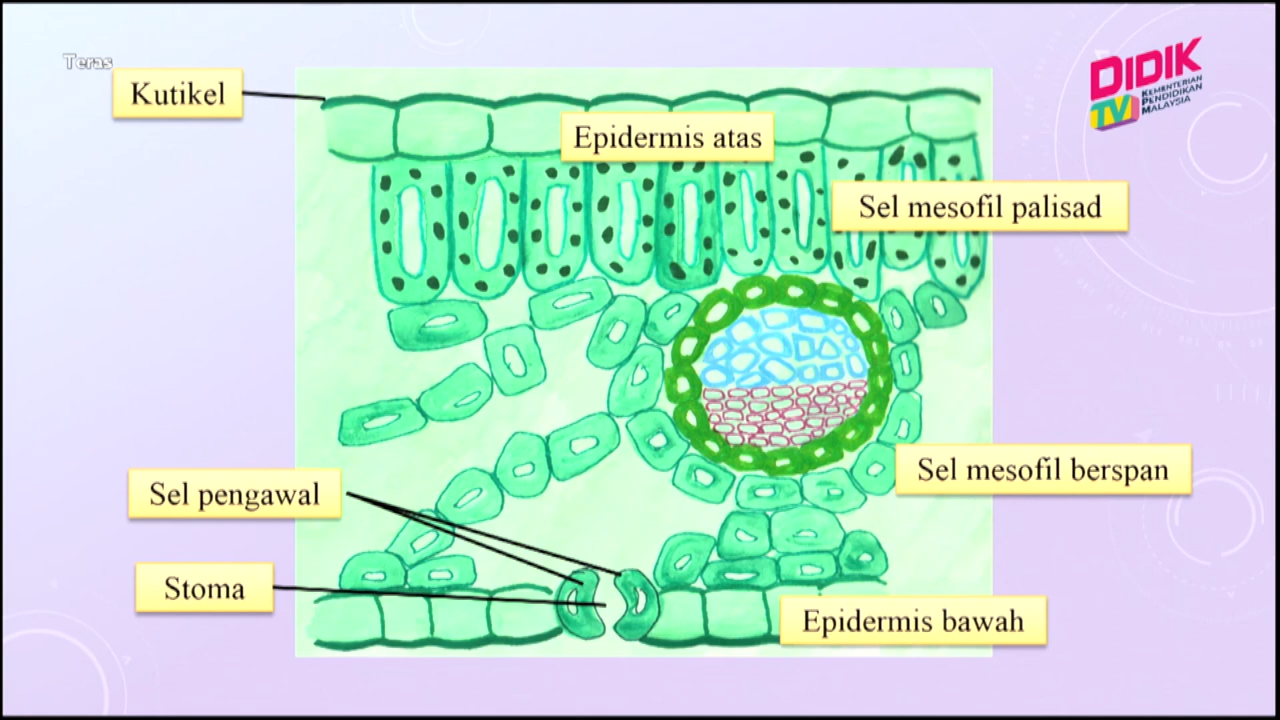 Teras
Kutikel
DIDIK
TV
KEMENTERIAN
PENDIDIKAN
MALAYSIA
Epidermis atas
Sel mesofil palisad
Sel mesofil berspan
Sel pengawal
Stoma
Epidermis bawah